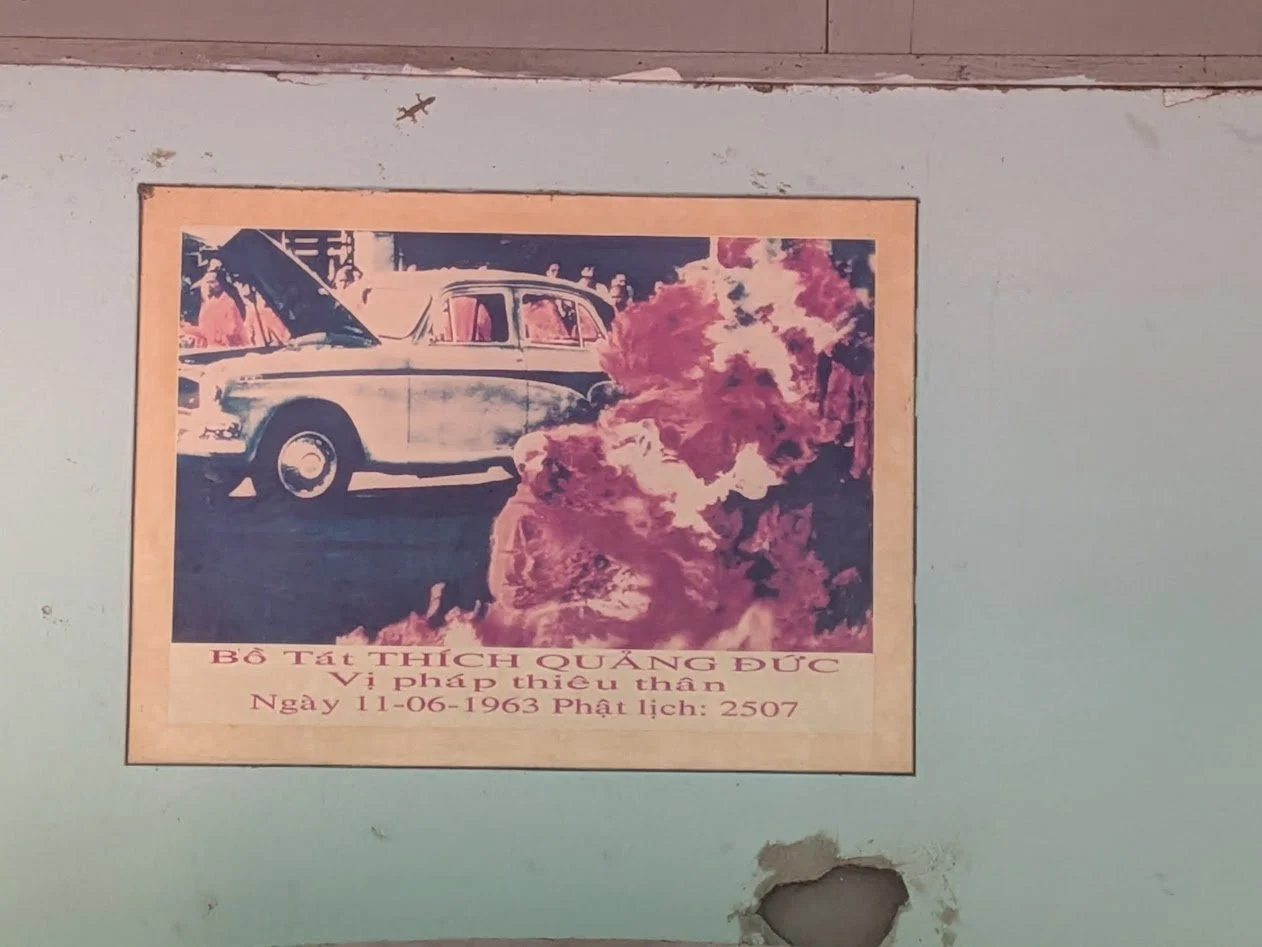 Bồ Tát THÍCH QUẢNG ĐỨC
Vị pháp thiêu thân
Ngày 11-06-1963 Phật lịch: 2507